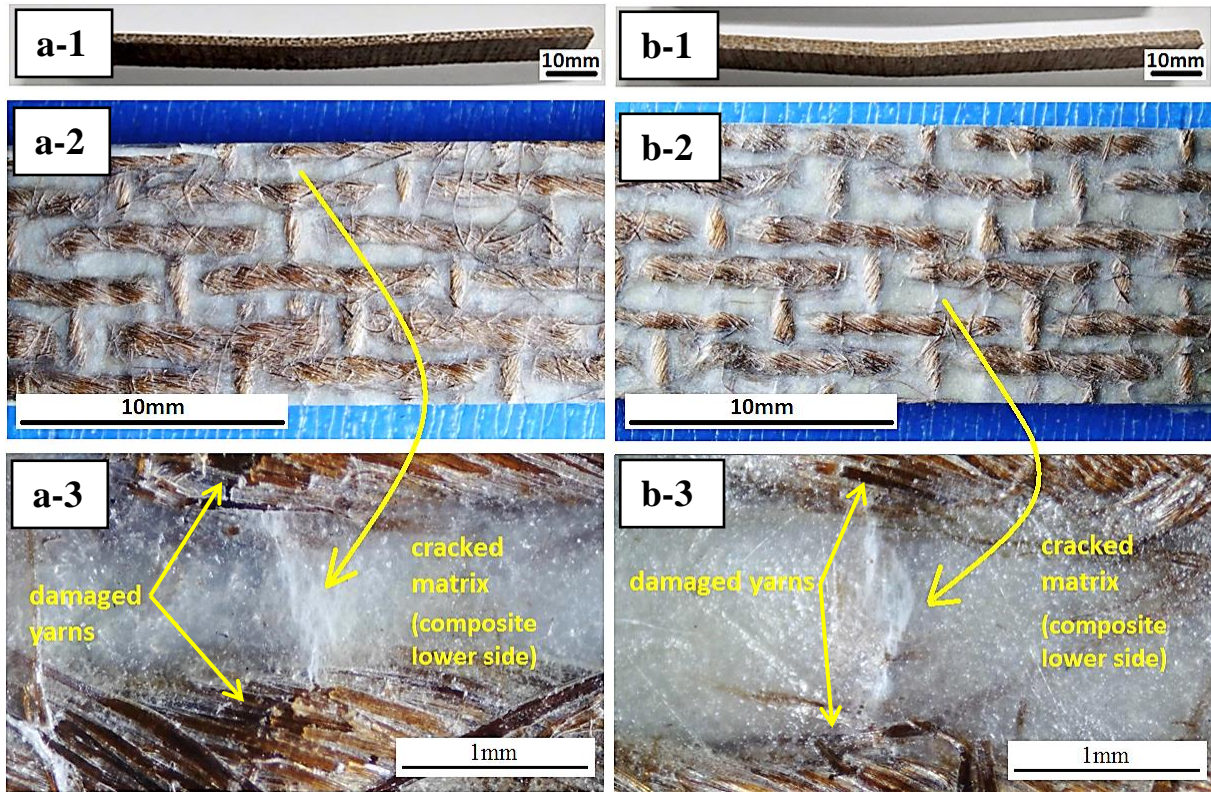 a-1
10mm
b-1
10mm
a-2
10mm
b-2
10mm
a-3
damaged
yarns
cracked
matrix
(composite
lower side)
1mm
b-3
damaged yarns
cracked
matrix
(composite
lower side)
1mm